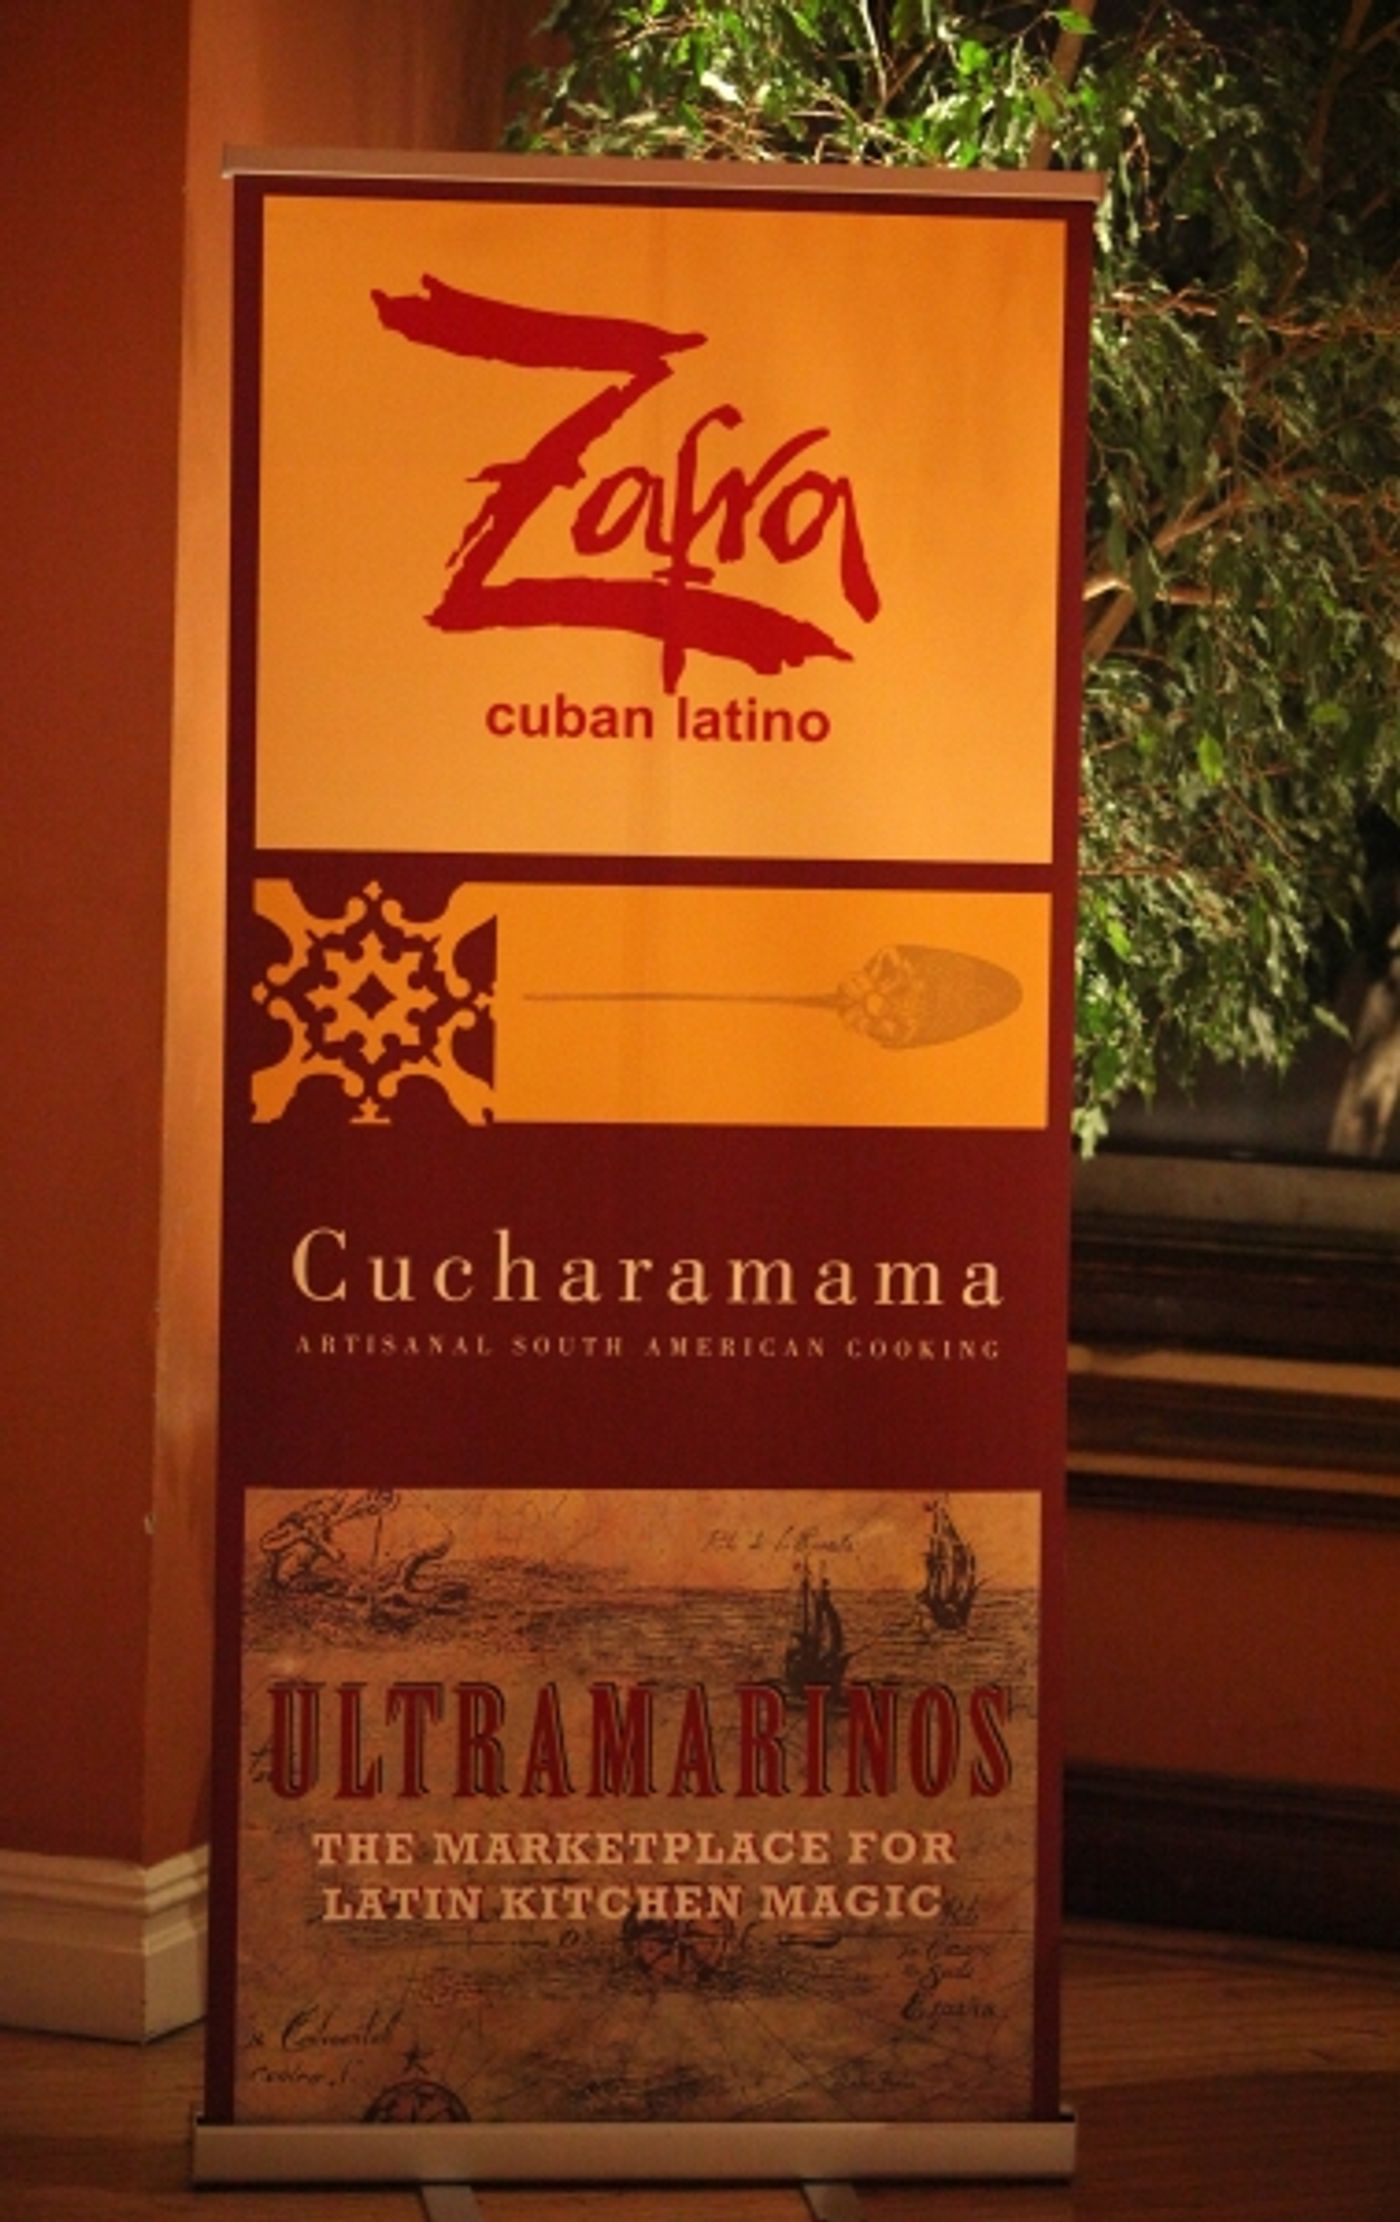 Zafra
cuban latino
Cucharamama
ARTISANAL SOUTH AMERICAN COOKING
ULTRAMARINOS
THE MARKETPLACE FOR
LATIN KITCHEN MAGIC